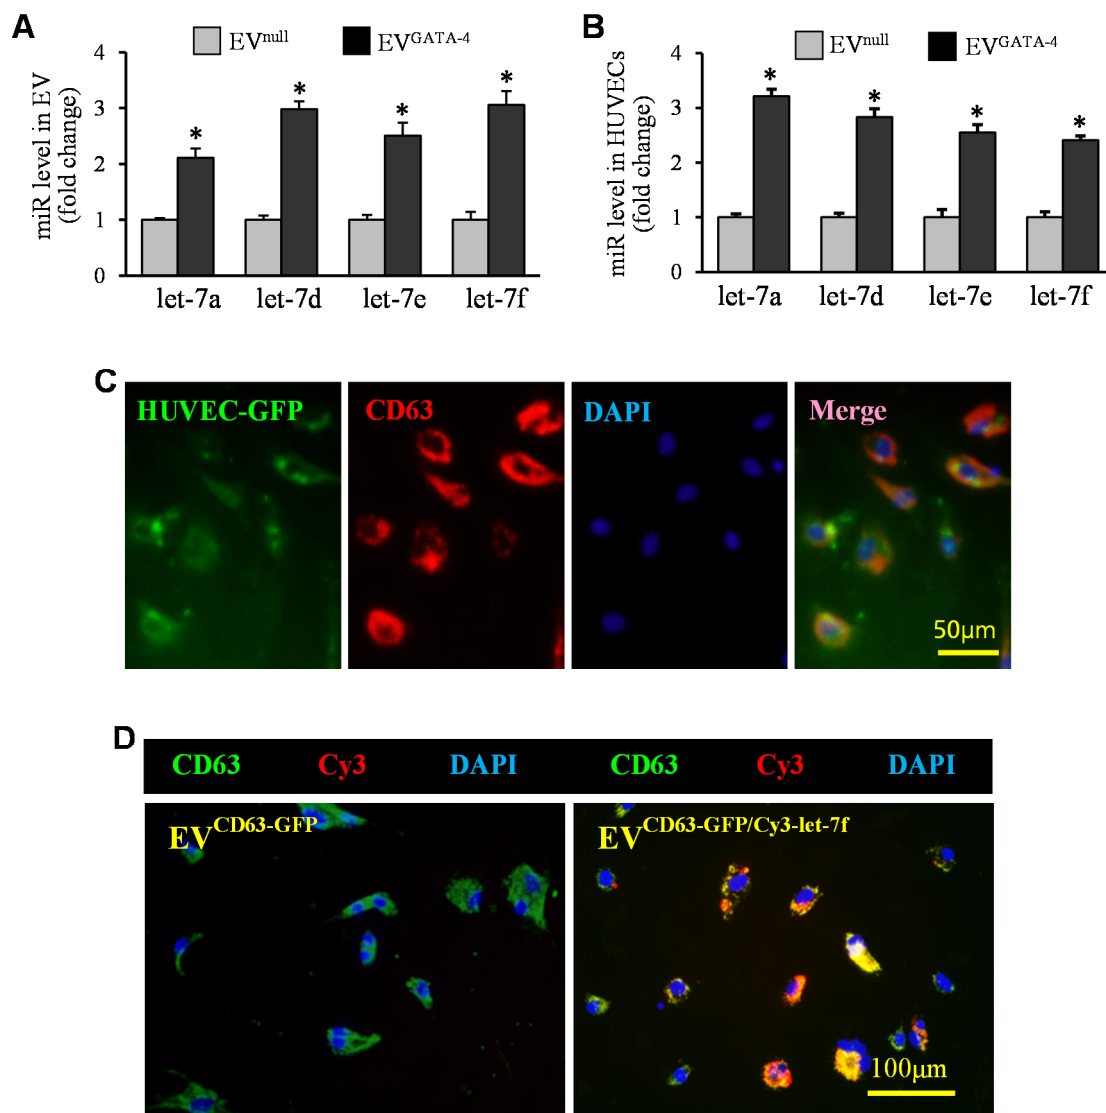 A
EVnull EVGATA-4
miR level in EV
(fold change)
4
3
2
1
0
* * * *
let-7a let-7d let-7e let-7f
B
EVnull EVGATA-4
miR level in HUVECs
(fold change)
4
3
2
1
0
* * * *
let-7a let-7d let-7e let-7f
C
HUVEC-GFP CD63 DAPI Merge
50μm
D
CD63 Cy3 DAPI CD63 Cy3 DAPI
EVCD63-GFP EVCD63-GFP/Cy3-let-7f
100μm